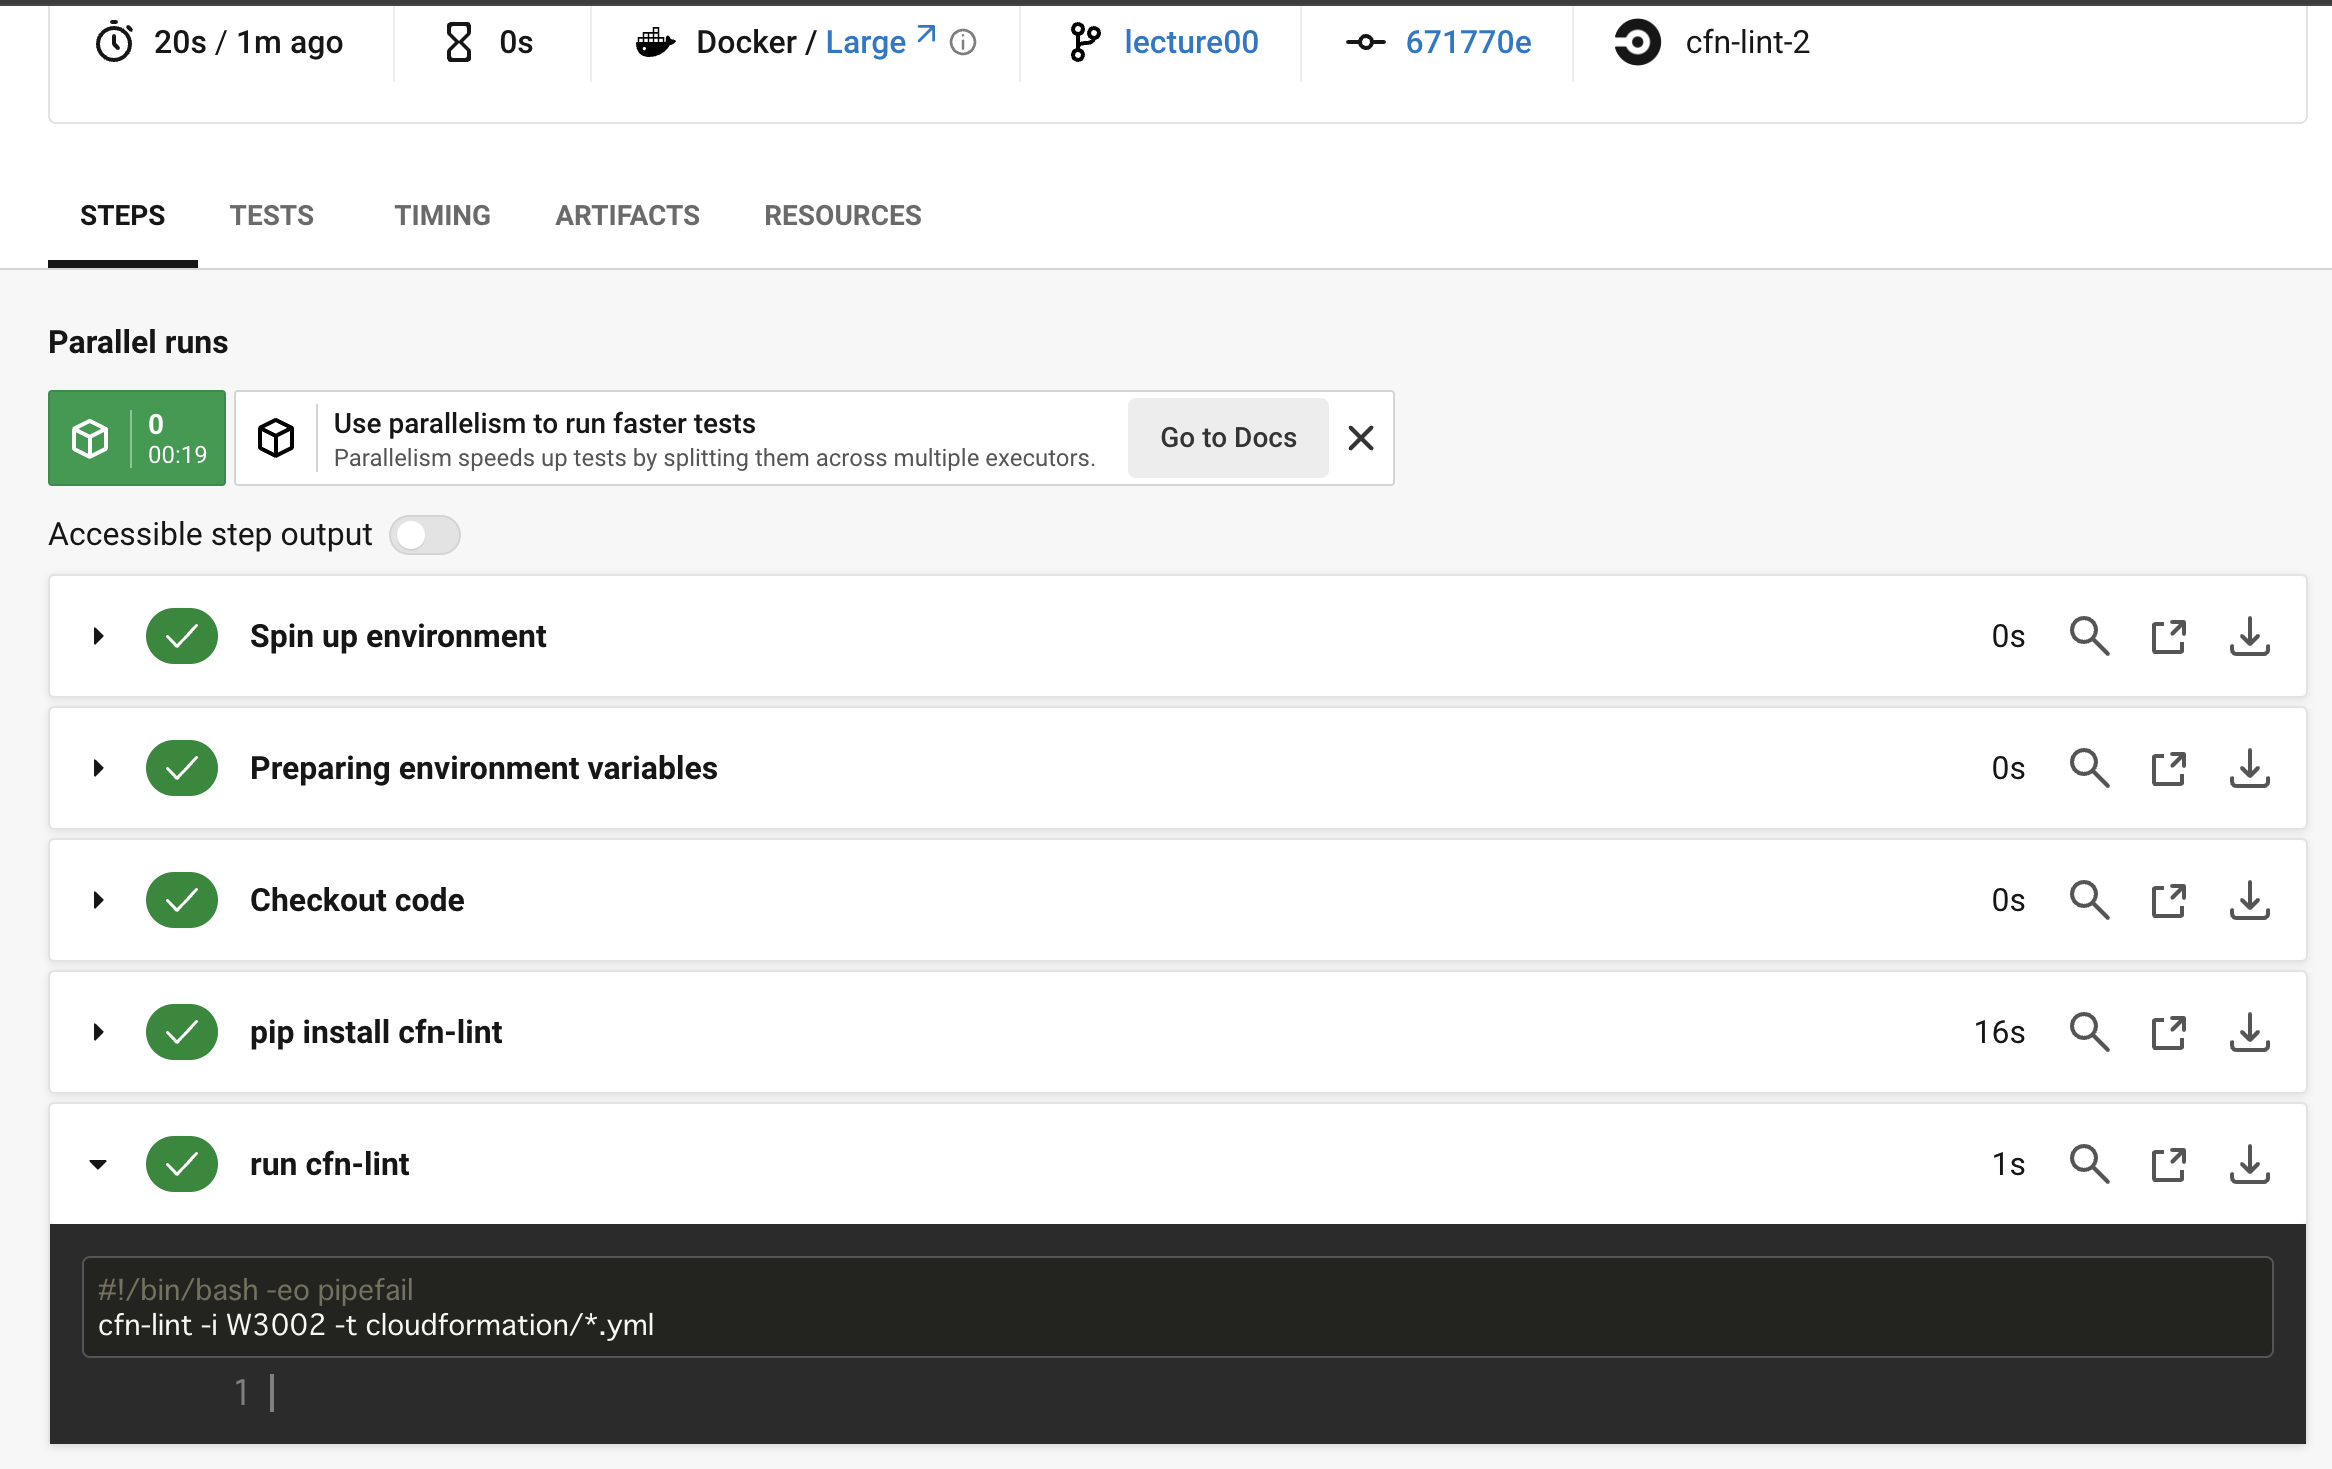 20s / 1m ago
0s
Docker / Large
lecture00
671770e
cfn-lint-2
STEPS
TESTS
TIMING
ARTIFACTS
RESOURCES
Parallel runs
0
00:19
Use parallelism to run faster tests
Parallelism speeds up tests by splitting them across multiple executors.
Go to Docs
Accessible step output
Spin up environment
0s
Preparing environment variables
0s
Checkout code
0s
pip install cfn-lint
16s
run cfn-lint
1s
#!/bin/bash -eo pipefail
cfn-lint -i W3002 -t cloudformation/*.yml
1